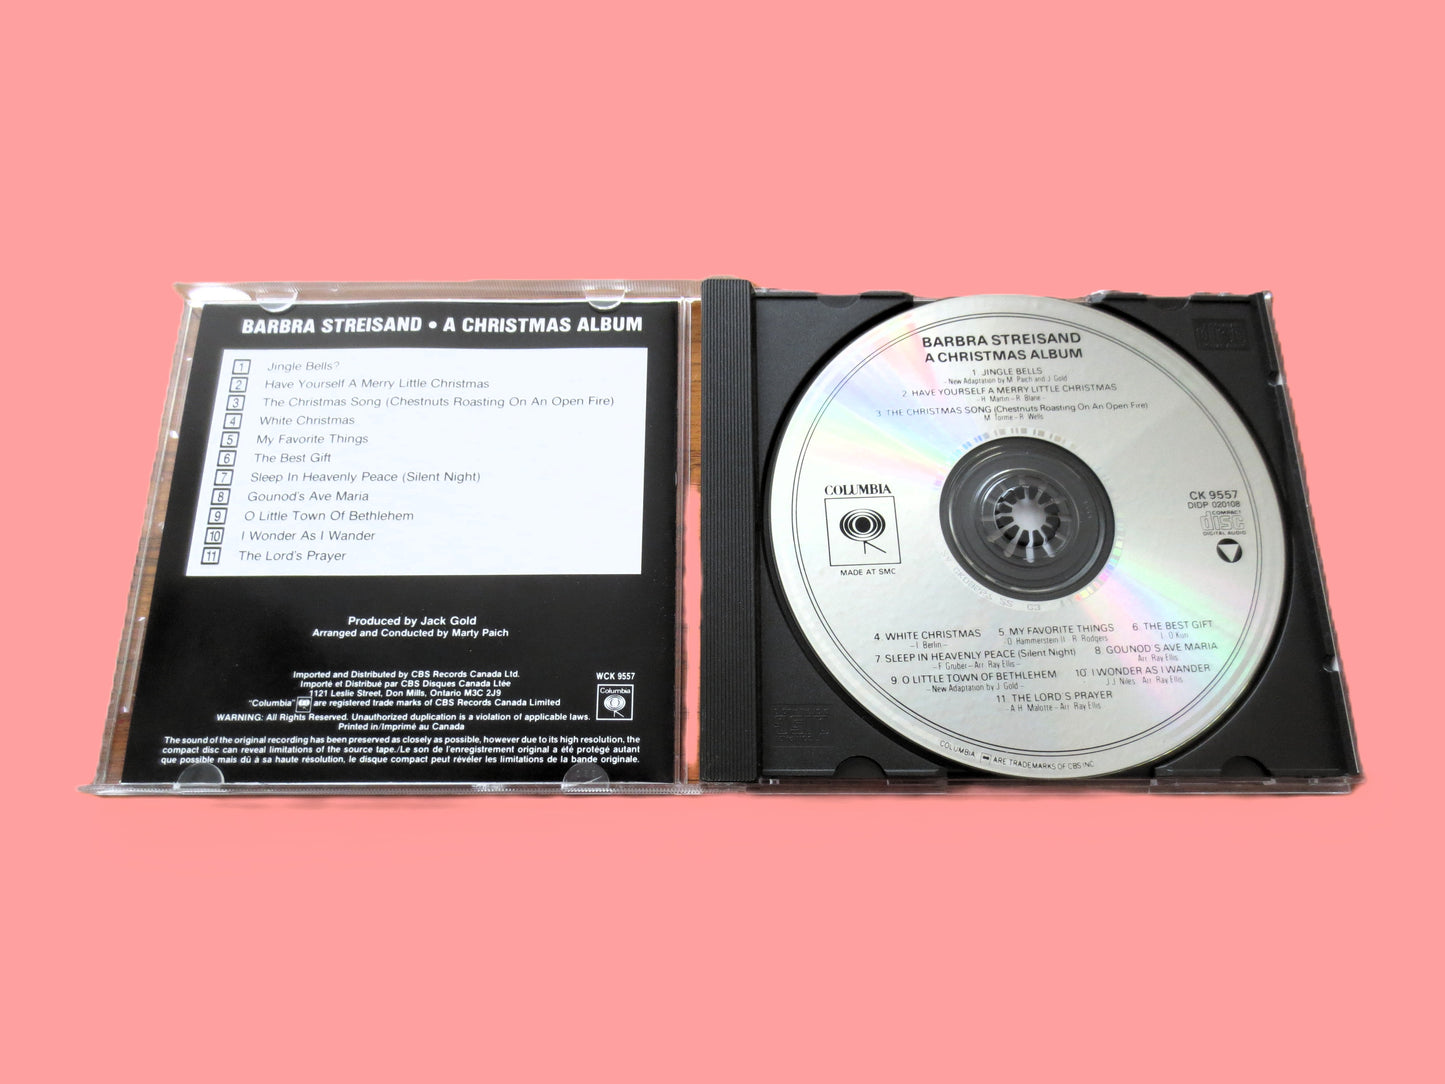 BARBRA STREISAND • A CHRISTMAS ALBUM
1 Jingle Bells?
2 Have Yourself A Merry Little Christmas
3 The Christmas Song (Chestnuts Roasting On An Open Fire)
4 White Christmas
5 My Favorite Things
6 The Best Gift
7 Sleep In Heavenly Peace (Silent Night)
8 Gounod's Ave Maria
9 O Little Town Of Bethlehem
10 I Wonder As I Wander
11 The Lord's Prayer
Produced by Jack Gold
Arranged and Conducted by Marty Paich
Imported and Distributed by CBS Records Canada Ltd.
Importé et Distribué par CBS Disques Canada Ltée
1121 Leslie Street, Don Mills, Ontario M3C 2J9
"Columbia" are registered trade marks of CBS Records Canada Limited
WARNING: All Rights Reserved. Unauthorized duplication is a violation of applicable laws.
Printed in/Imprimé au Canada
WCK 9557
Columbia
The sound of the original recording has been preserved as closely as possible, however due to its high resolution, the
compact disc can reveal limitations of the source tape./Le son de l'enregistrement original a été protégé autant
que possible mais dû à sa haute résolution, le disque compact peut révéler les limitations de la bande originale.
BARBRA STREISAND
A CHRISTMAS ALBUM
1. JINGLE BELLS
-New Adaptation by M. Paich and J. Gold-
2. HAVE YOURSELF A MERRY LITTLE CHRISTMAS
-H. Martin-R. Blane-
3. THE CHRISTMAS SONG (Chestnuts Roasting On An Open Fire)
M. Torme-R. Wells
COLUMBIA
MADE AT SMC
CK 9557
DIDP 020108
COMPACT
disc
DIGITAL AUDIO
4. WHITE CHRISTMAS 5. MY FAVORITE THINGS 6. THE BEST GIFT
-I. Berlin- -O. Hammerstein II - R. Rodgers L. O'Kun
7. SLEEP IN HEAVENLY PEACE (Silent Night) 8. GOUNOD'S AVE MARIA
-F. Gruber-Arr. Ray Ellis- Arr. Ray Ellis
9. O LITTLE TOWN OF BETHLEHEM 10. I WONDER AS I WANDER
-New Adaptation by J. Gold- J.J. Niles Arr. Ray Ellis
11. THE LORD'S PRAYER
-A.H. Malotte-Arr. Ray Ellis
COLUMBIA, ARE TRADEMARKS OF CBS INC.